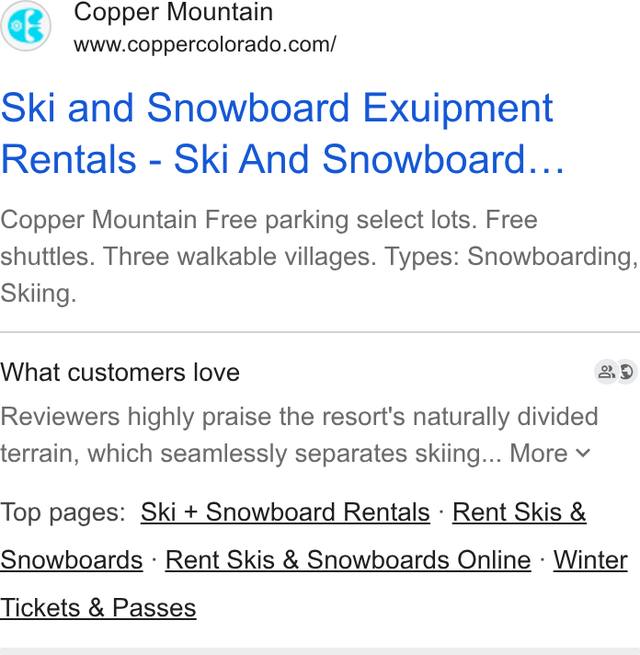 Copper Mountain
www.coppercolorado.com/
Ski and Snowboard Exuipment
Rentals - Ski And Snowboard…
Copper Mountain Free parking select lots. Free
shuttles. Three walkable villages. Types: Snowboarding,
Skiing.
What customers love
Reviewers highly praise the resort's naturally divided
terrain, which seamlessly separates skiing... More
Top pages: Ski + Snowboard Rentals · Rent Skis &
Snowboards · Rent Skis & Snowboards Online · Winter
Tickets & Passes